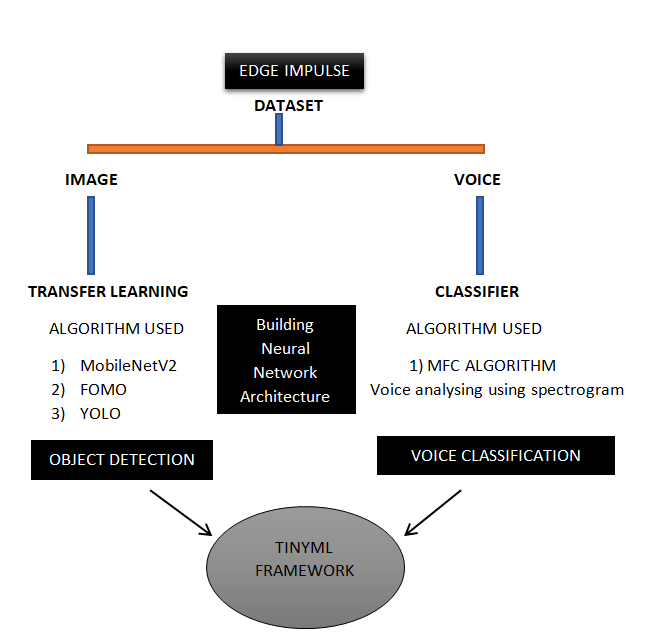 EDGE IMPULSE
DATASET
IMAGE
VOICE
TRANSFER LEARNING
ALGORITHM USED
1) MobileNetV2
2) FOMO
3) YOLO
OBJECT DETECTION
Building
Neural
Network
Architecture
CLASSIFIER
ALGORITHM USED
1) MFC ALGORITHM
Voice analysing using spectrogram
VOICE CLASSIFICATION
TINYML
FRAMEWORK